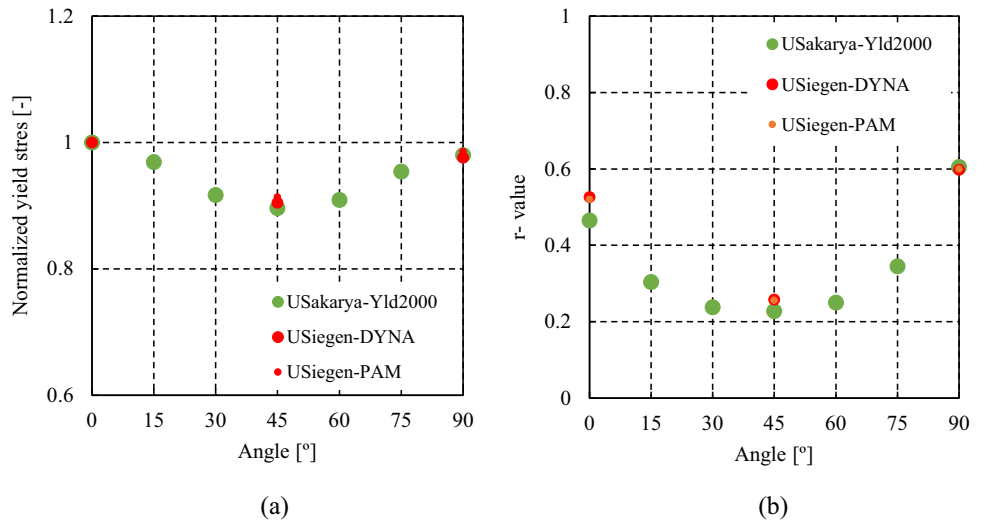 1.2
1
0.8
0.6
Normalized yield stres [-]
USakarya-Yld2000
USiegen-DYNA
USiegen-PAM
0 15 30 45 60 75 90
Angle [º]
(a)
1
0.8
0.6
0.4
0.2
0
r- value
USakarya-Yld2000
USiegen-DYNA
USiegen-PAM
0 15 30 45 60 75 90
Angle [º]
(b)